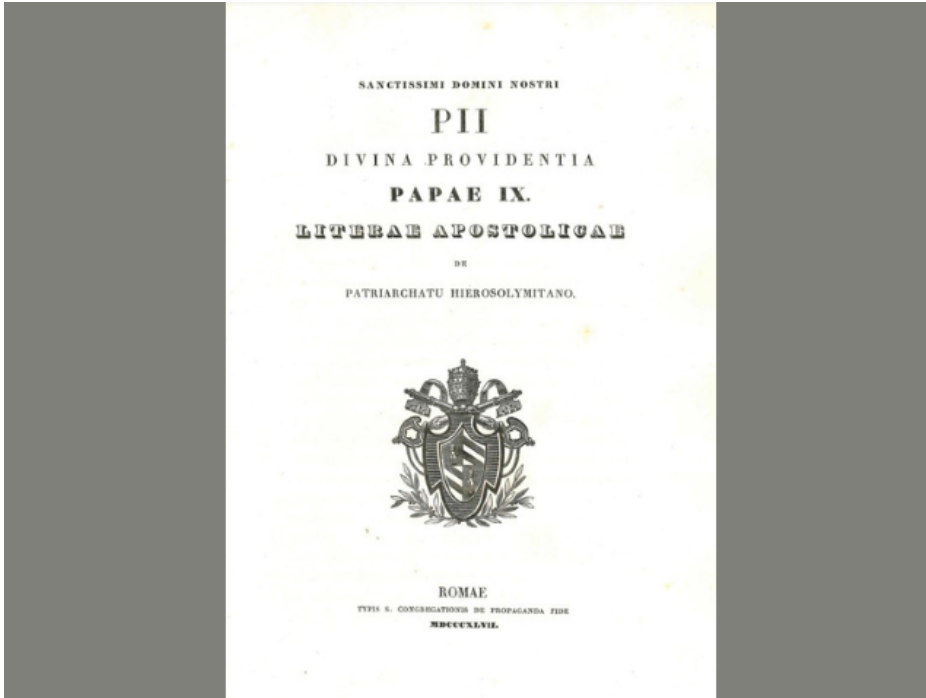 SANCTISSIMI DOMINI NOSTRI
PII
DIVINA PROVIDENTIA
PAPAE IX.
LITERAE APOSTOLICAE
DE
PATRIARCHATU HIEROSOLYMITANO.
ROMAE
TYPIS S. CONGREGATIONIS DE PROPAGANDA FIDE
MDCCCXLVII.